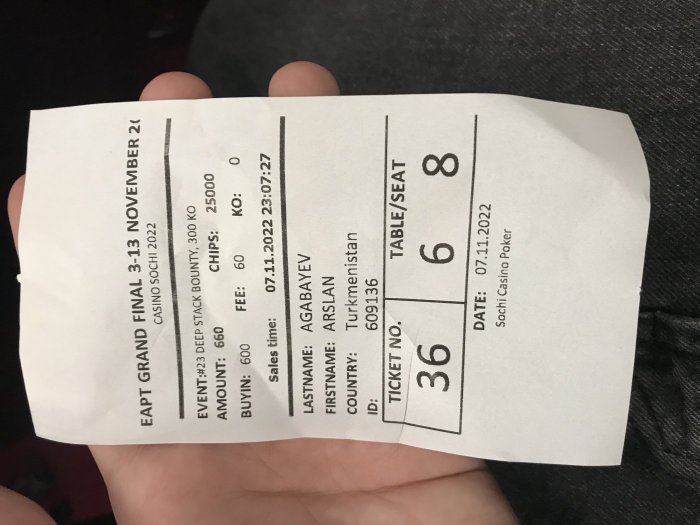 EAPT GRAND FINAL 3-13 NOVEMBER 2(
CASINO SOCHI 2022
EVENT:#23 DEEP STACK BOUNTY, 300 KO
AMOUNT: 660 CHIPS: 25000
BUYIN: 600 FEE: 60 KO: 0
Sales time: 07.11.2022 23:07:27
LASTNAME: AGABAYEV
FIRSTNAME: ARSLAN
COUNTRY: Turkmenistan
ID: 609136
TICKET NO. TABLE/SEAT
36 6 8
DATE: 07.11.2022
Sochi Casino Poker